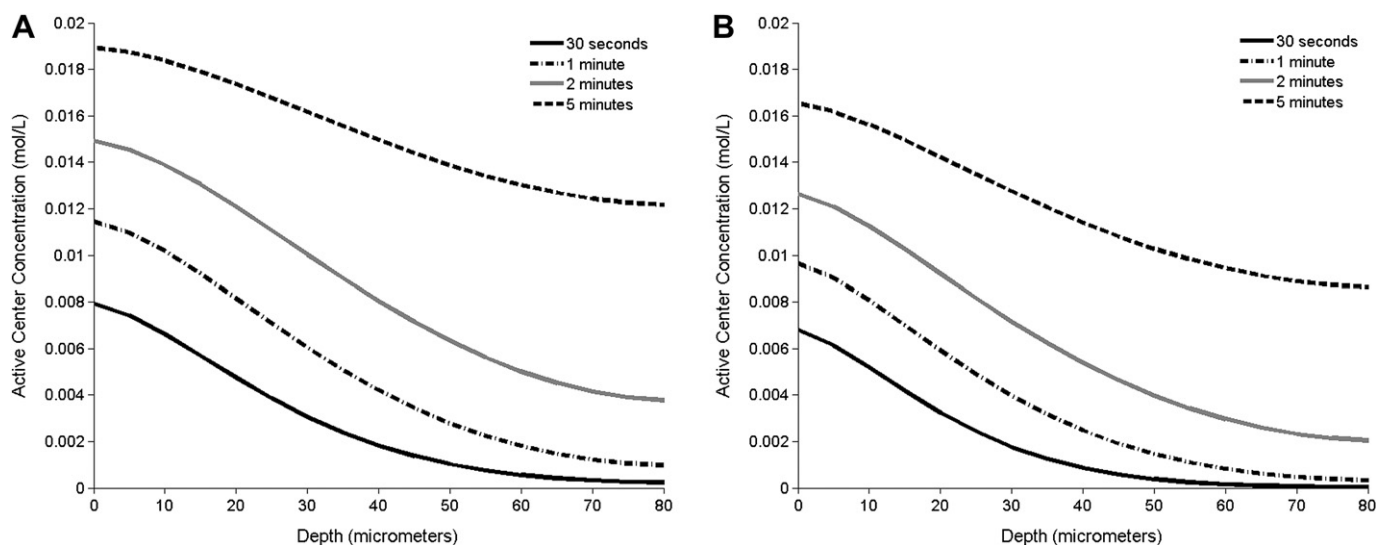 A
0.02
0.018
0.016
0.014
0.012
0.01
0.008
0.006
0.004
0.002
0
Active Center Concentration (mol/L)
30 seconds
1 minute
2 minutes
5 minutes
0 10 20 30 40 50 60 70 80
Depth (micrometers)
B
0.02
0.018
0.016
0.014
0.012
0.01
0.008
0.006
0.004
0.002
0
Active Center Concentration (mol/L)
30 seconds
1 minute
2 minutes
5 minutes
0 10 20 30 40 50 60 70 80
Depth (micrometers)